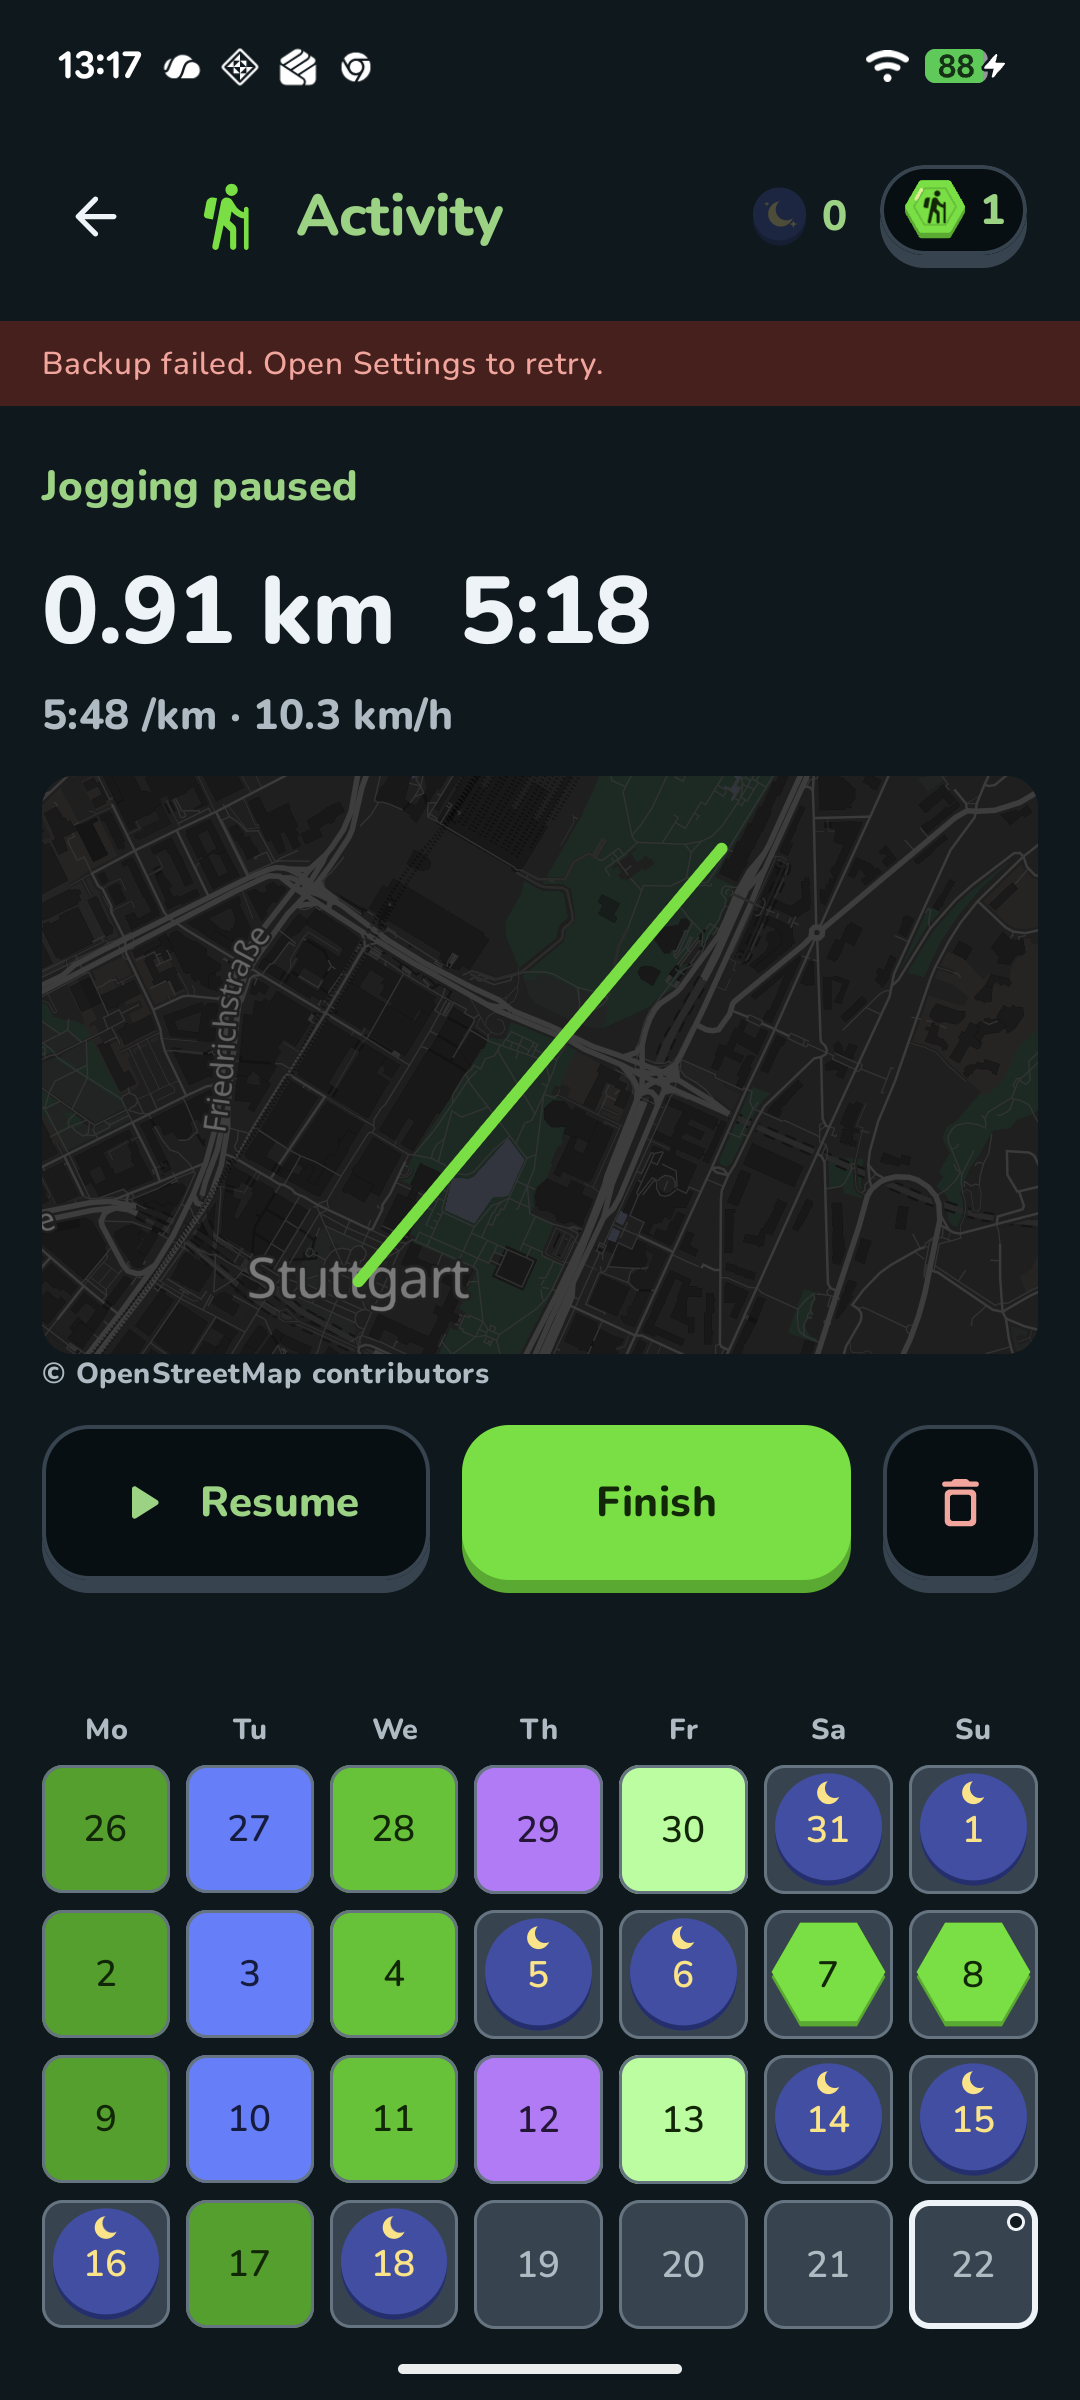 13:17
88
Activity
0
1
Backup failed. Open Settings to retry.
Jogging paused
0.91 km 5:18
5:48 /km · 10.3 km/h
Friedrichstraße
e
Stuttgart
© OpenStreetMap contributors
Resume
Finish
Mo Tu We Th Fr Sa Su
26 27 28 29 30 31 1
2 3 4 5 6 7 8
9 10 11 12 13 14 15
16 17 18 19 20 21 22